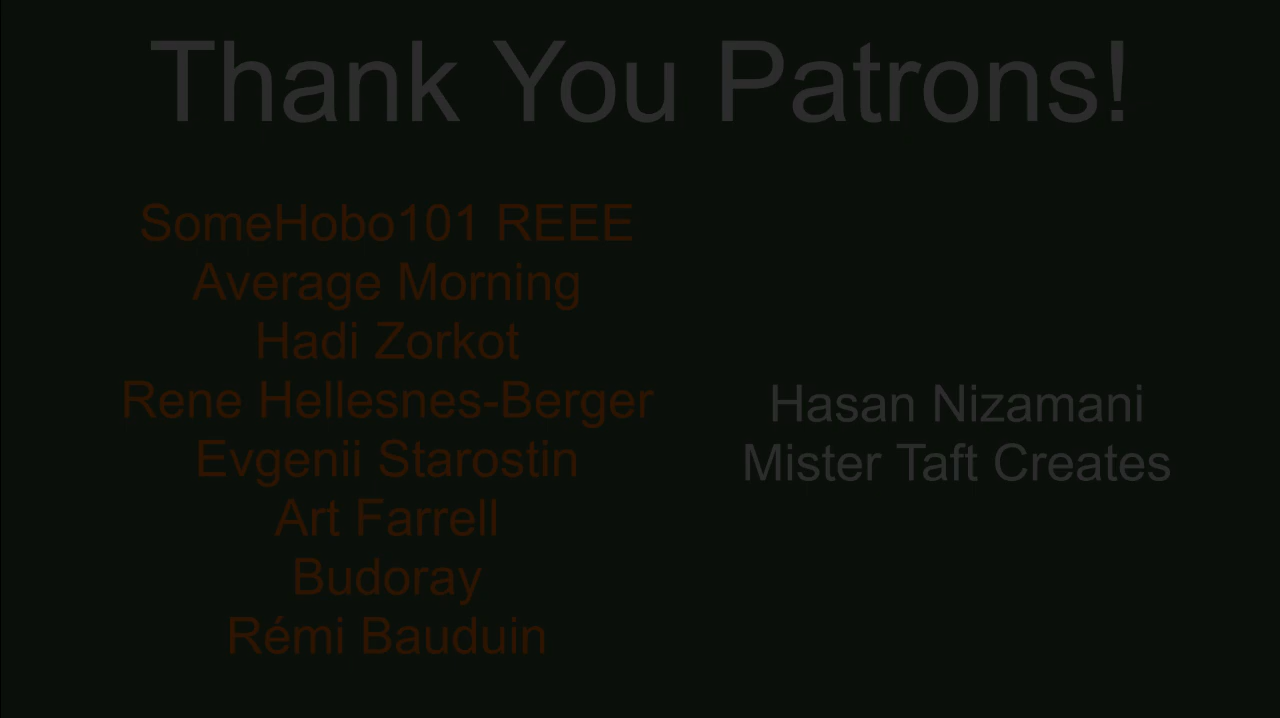 Thank You Patrons!
SomeHobo101 REEE
Average Morning
Hadi Zorkot
Rene Hellesnes-Berger
Evgenii Starostin
Art Farrell
Budoray
Rémi Bauduin
Hasan Nizamani
Mister Taft Creates